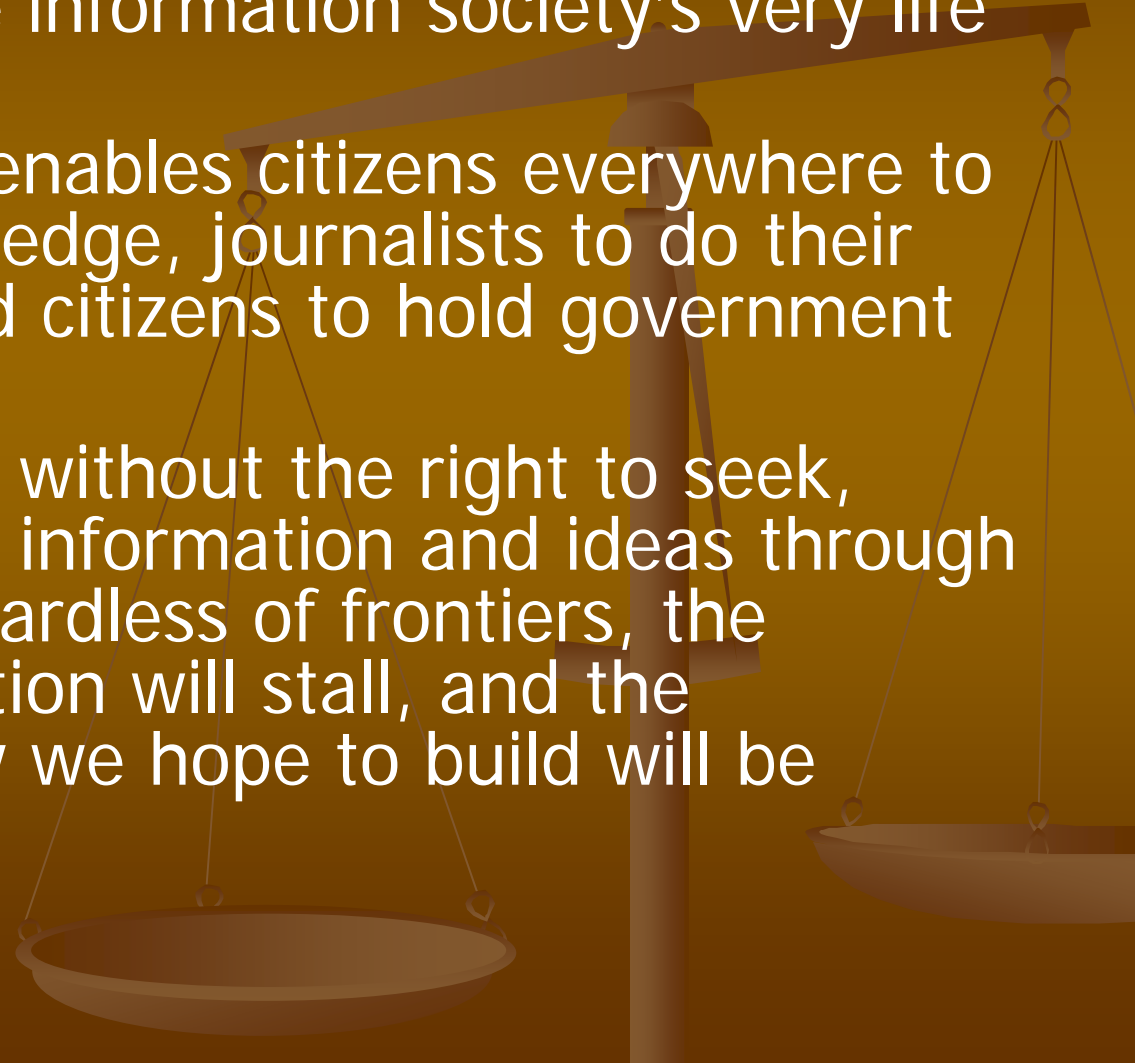 information society's very life
enables citizens everywhere to
edge, journalists to do their
citizens to hold government
without the right to seek,
information and ideas through
ardless of frontiers, the
tion will stall, and the
we hope to build will be